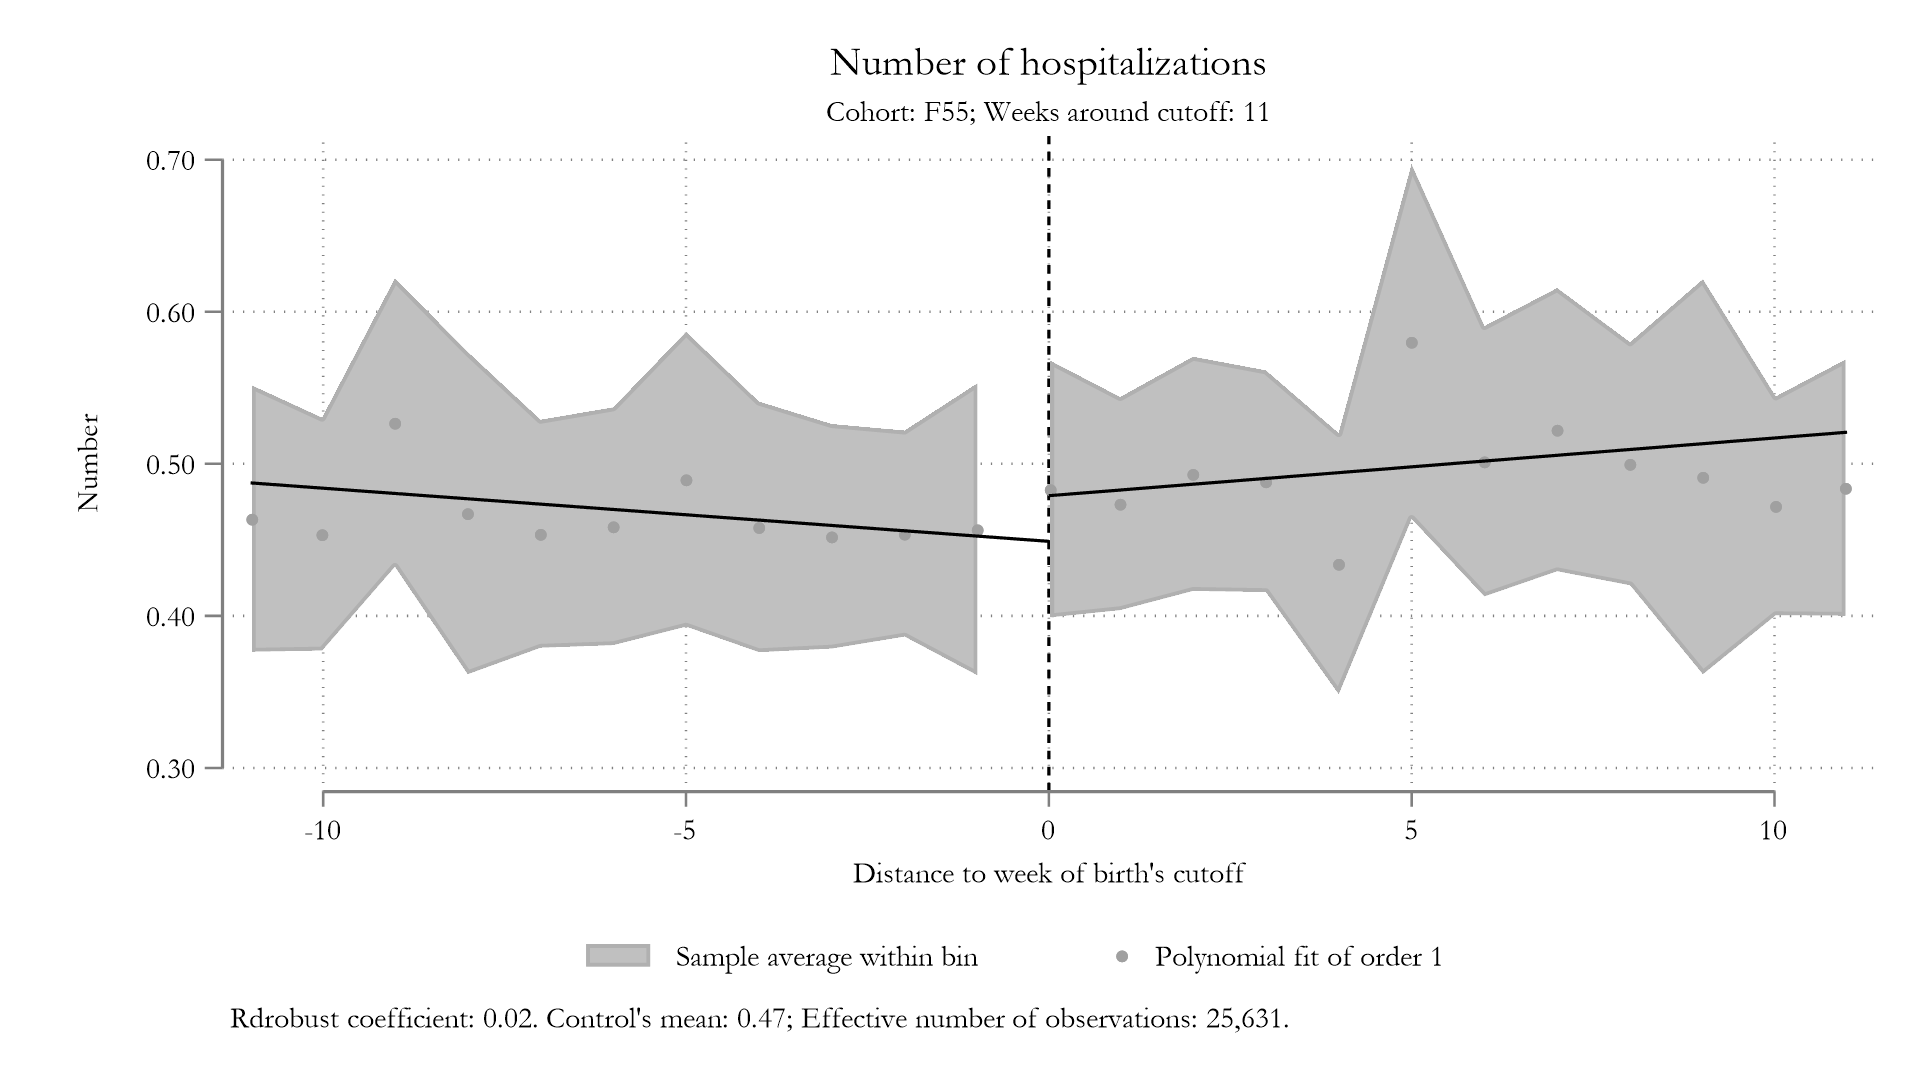 Number of hospitalizations
Cohort: F55; Weeks around cutoff: 11
0.70
0.60
0.50
0.40
0.30
Number
-10
-5
0
5
10
Distance to week of birth's cutoff
Sample average within bin
Polynomial fit of order 1
Rdrobust coefficient: 0.02. Control's mean: 0.47; Effective number of observations: 25,631.